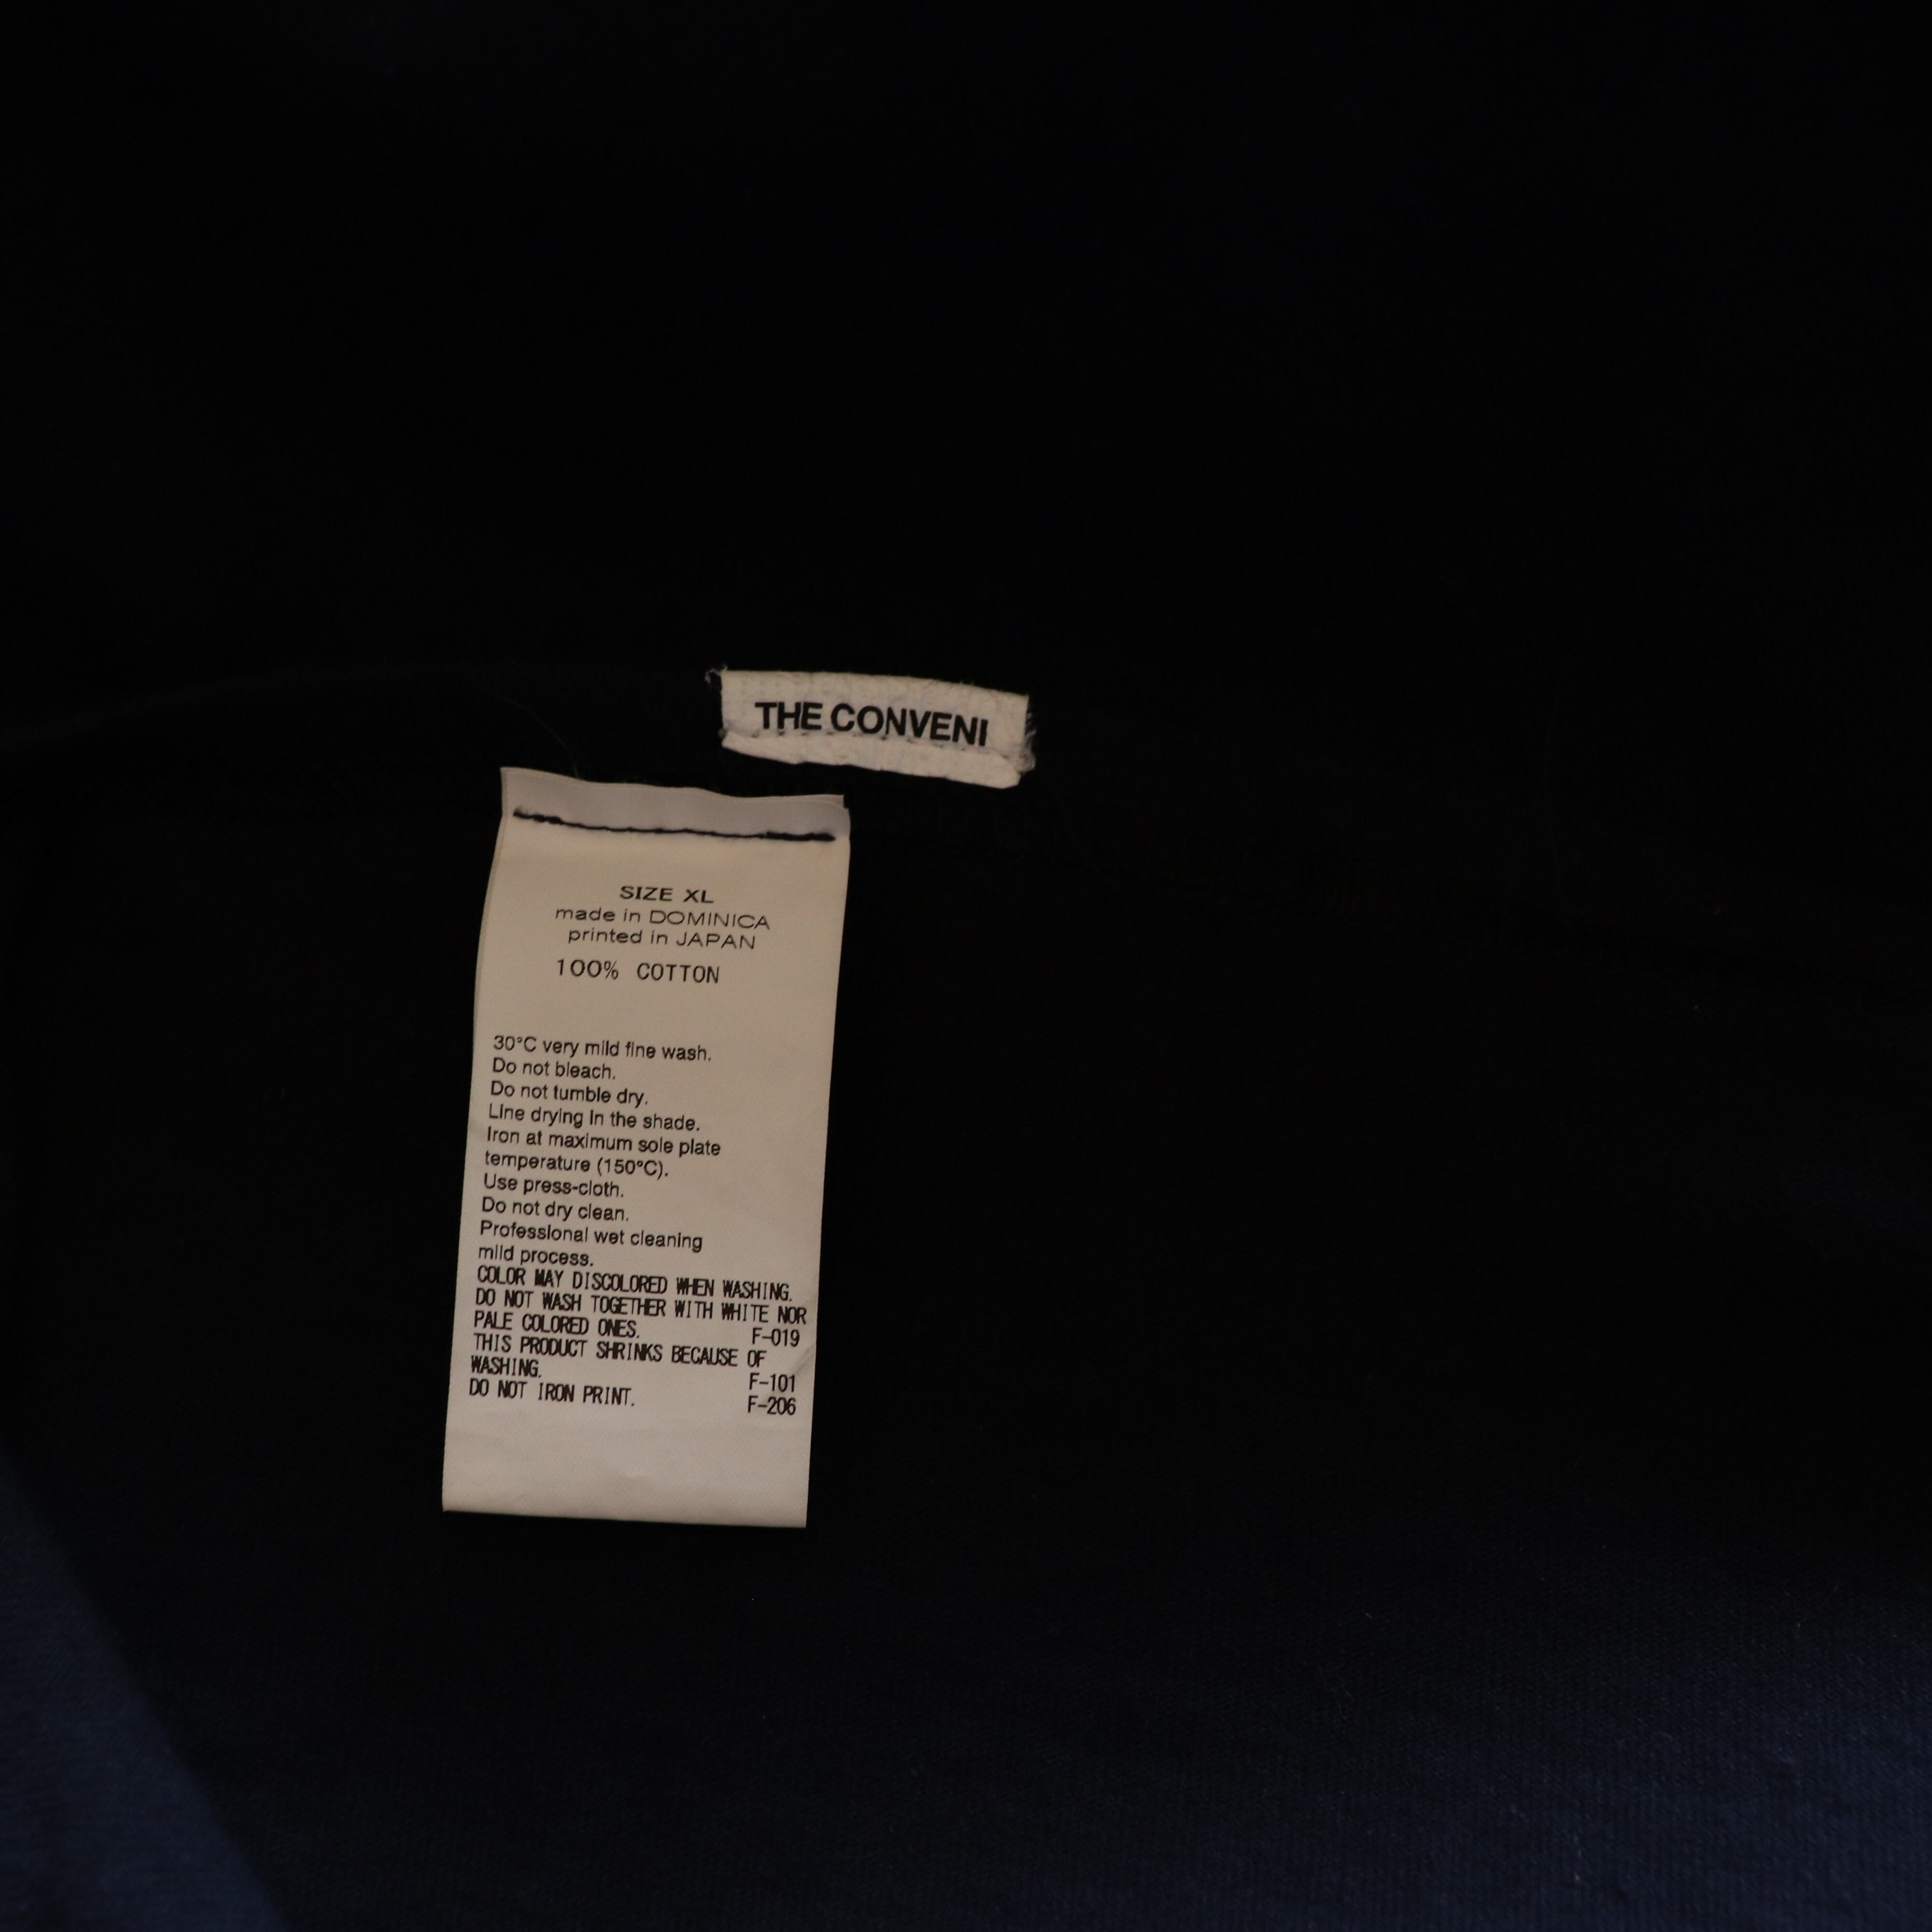 THE CONVENI
SIZE XL
made in DOMINICA
printed in JAPAN
100% COTTON
30°C very mild fine wash.
Do not bleach.
Do not tumble dry.
Line drying in the shade.
Iron at maximum sole plate
temperature (150°C).
Use press-cloth.
Do not dry clean.
Professional wet cleaning
mild process.
COLOR MAY DISCOLORED WHEN WASHING.
DO NOT WASH TOGETHER WITH WHITE NOR
PALE COLORED ONES. F-019
THIS PRODUCT SHRINKS BECAUSE OF
WASHING. F-101
DO NOT IRON PRINT. F-206